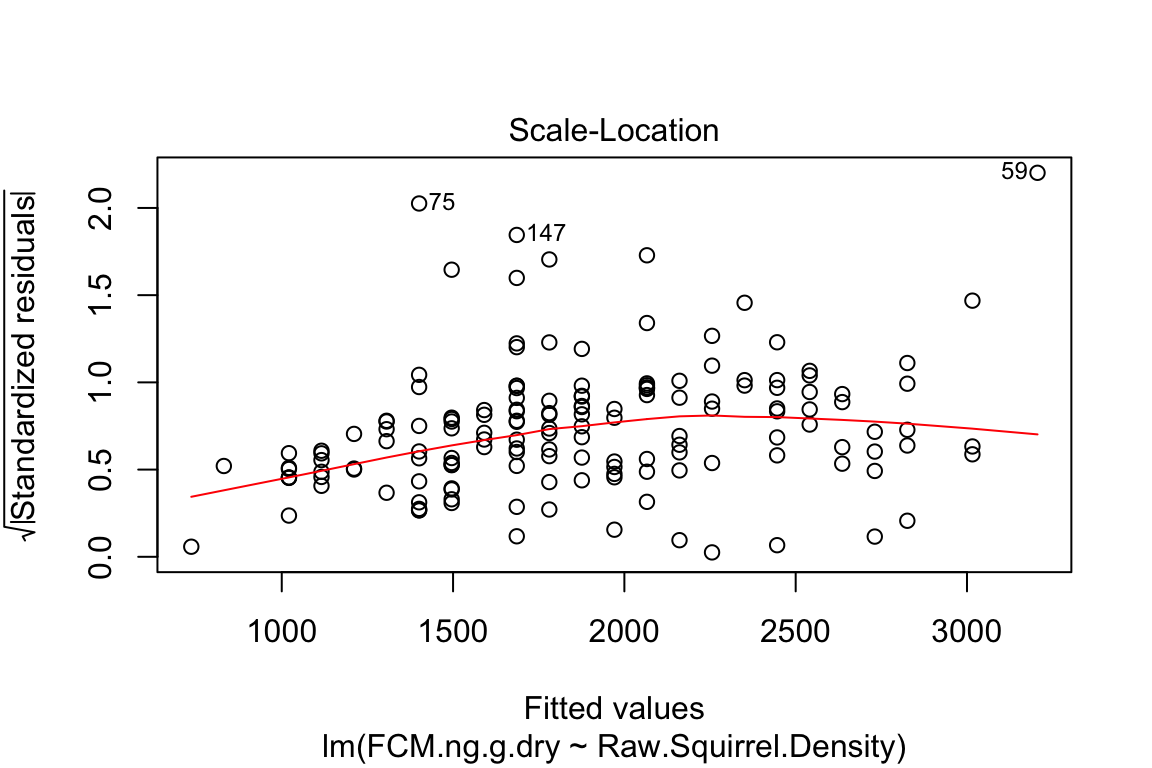 Scale-Location
59
75
147
√|Standardized residuals|
2.0
1.5
1.0
0.5
0.0
1000 1500 2000 2500 3000
Fitted values
lm(FCM.ng.g.dry ~ Raw.Squirrel.Density)